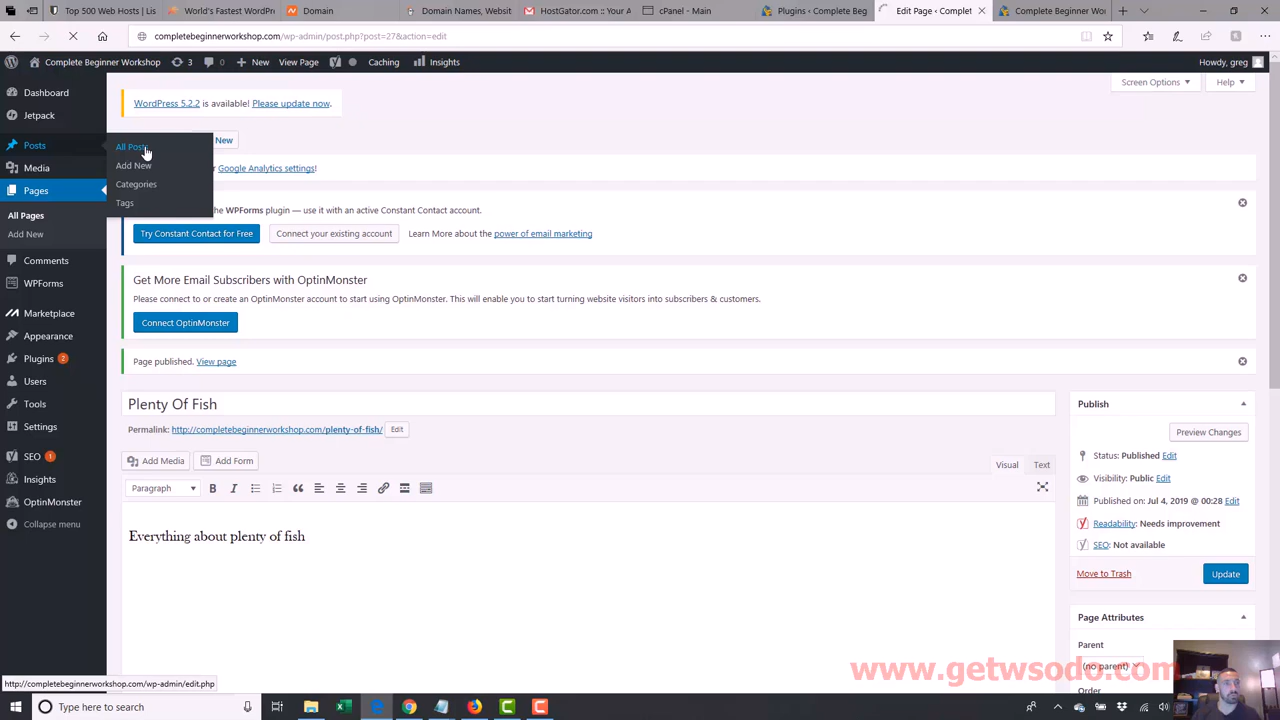 Top 500 Web Hos
World's Fastest WordPr
Domain
Domain Names, Websit
HostGator.com :: Your A
cPanel - Main
Plugins ‹ Complete Be
Edit Page ‹ Complet
Complete Beginner Wo
completebeginnerworkshop.com/wp-admin/post.php?post=27&action=edit
Complete Beginner Workshop
3
0
New
View Page
Caching
Insights
Howdy, greg
Screen Options
Help
Dashboard
WordPress 5.2.2 is available! Please update now.
Jetpack
Posts
All Posts
New
Add New
Media
Google Analytics settings!
Categories
Pages
Tags
All Pages
the WPForms plugin — use it with an active Constant Contact account.
Add New
Try Constant Contact for Free
Connect your existing account
Learn More about the power of email marketing
Comments
WPForms
Get More Email Subscribers with OptinMonster
Please connect to or create an OptinMonster account to start using OptinMonster. This will enable you to start turning website visitors into subscribers & customers.
Marketplace
Connect OptinMonster
Appearance
Plugins 2
Page published. View page
Users
Tools
Plenty Of Fish
Publish
Settings
Permalink: http://completebeginnerworkshop.com/plenty-of-fish/
Edit
Preview Changes
SEO 1
Add Media
Add Form
Visual
Text
Status: Published Edit
Insights
Paragraph
B
I
Visibility: Public Edit
OptinMonster
Published on: Jul 4, 2019 @ 00:28 Edit
Collapse menu
Readability: Needs improvement
Everything about plenty of fish
SEO: Not available
Move to Trash
Update
Page Attributes
Parent
(no parent)
www.getwsodo.com
http://completebeginnerworkshop.com/wp-admin/edit.php
Order
Type here to search